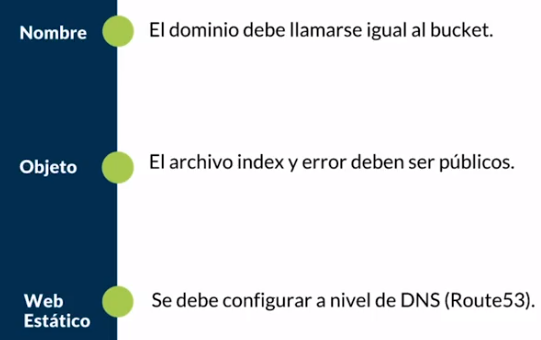 Nombre El dominio debe llamarse igual al bucket.
Objeto El archivo index y error deben ser públicos.
Web Se debe configurar a nivel de DNS (Route53).
Estático